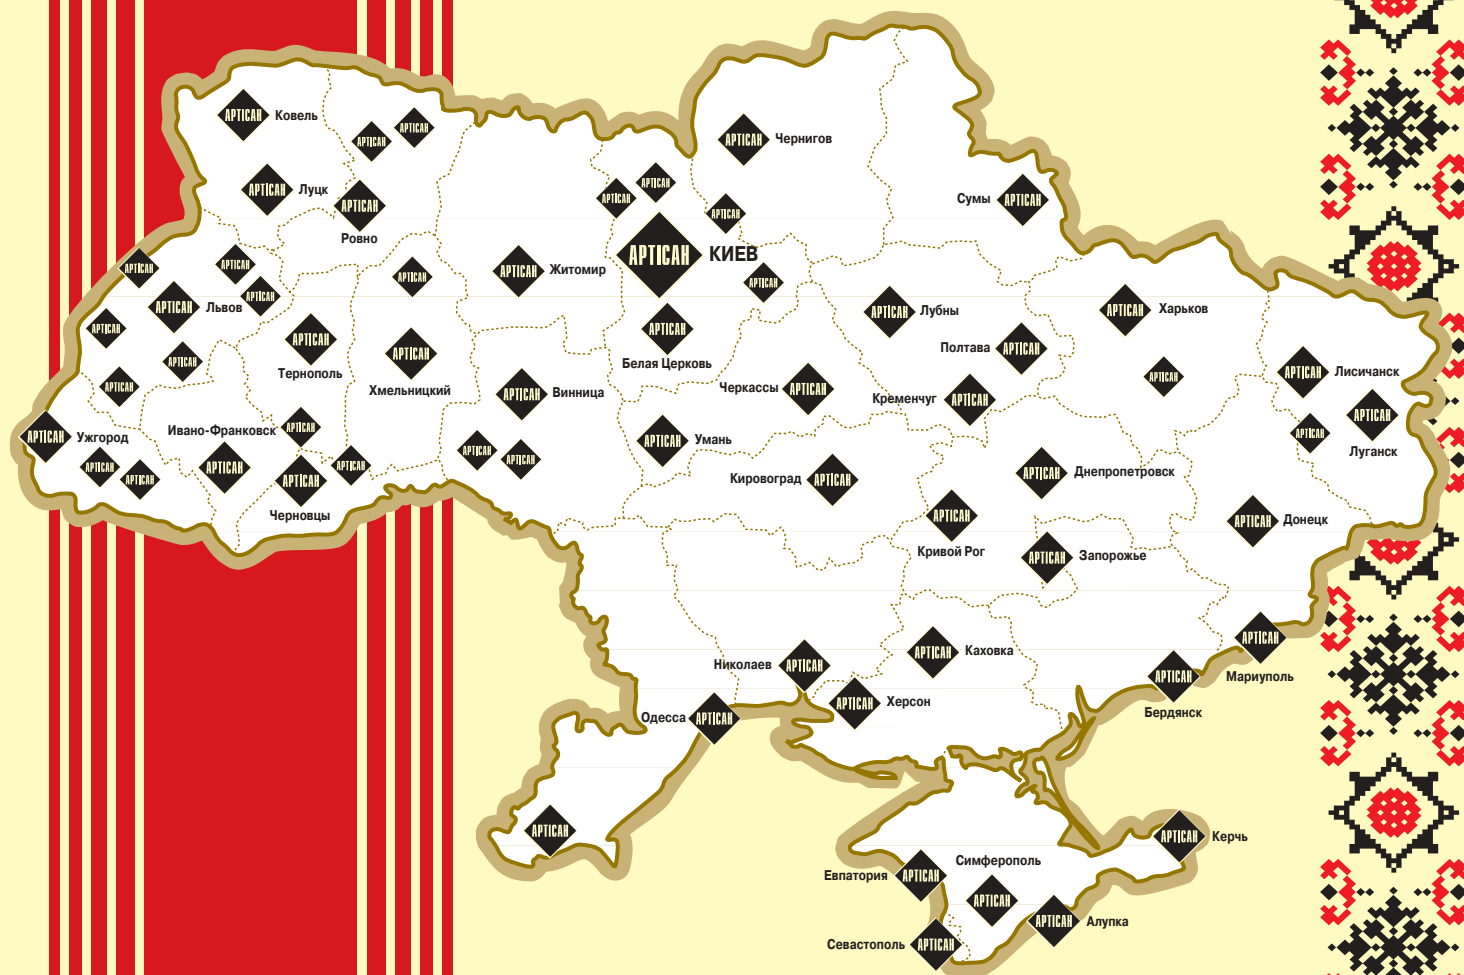 АРТІСАН
Ковель
АРТІСАН
АРТІСАН
АРТІСАН
Чернигов
АРТІСАН
Луцк
АРТІСАН
Ровно
АРТІСАН
АРТІСАН
АРТІСАН
Сумы
АРТІСАН
АРТІСАН
КИЕВ
АРТІСАН
АРТІСАН
АРТІСАН
АРТІСАН
Житомир
АРТІСАН
АРТІСАН
АРТІСАН
Львов
АРТІСАН
АРТІСАН
Лубны
АРТІСАН
Харьков
АРТІСАН
АРТІСАН
Белая Церковь
АРТІСАН
Тернополь
АРТІСАН
Хмельницкий
Полтава
АРТІСАН
АРТІСАН
АРТІСАН
АРТІСАН
Лисичанск
АРТІСАН
АРТІСАН
Винница
Черкассы
АРТІСАН
Кременчуг
АРТІСАН
АРТІСАН
Луганск
АРТІСАН
АРТІСАН
Ужгород
Ивано-Франковск
АРТІСАН
АРТІСАН
АРТІСАН
Умань
АРТІСАН
АРТІСАН
АРТІСАН
АРТІСАН
АРТІСАН
Черновцы
АРТІСАН
АРТІСАН
АРТІСАН
Кировоград
АРТІСАН
АРТІСАН
Днепропетровск
АРТІСАН
Кривой Рог
АРТІСАН
Донецк
АРТІСАН
Запорожье
АРТІСАН
Мариуполь
Николаев
АРТІСАН
АРТІСАН
Каховка
АРТІСАН
Бердянск
Одесса
АРТІСАН
АРТІСАН
Херсон
АРТІСАН
АРТІСАН
Керчь
Евпатория
АРТІСАН
Симферополь
АРТІСАН
АРТІСАН
Алупка
Севастополь
АРТІСАН